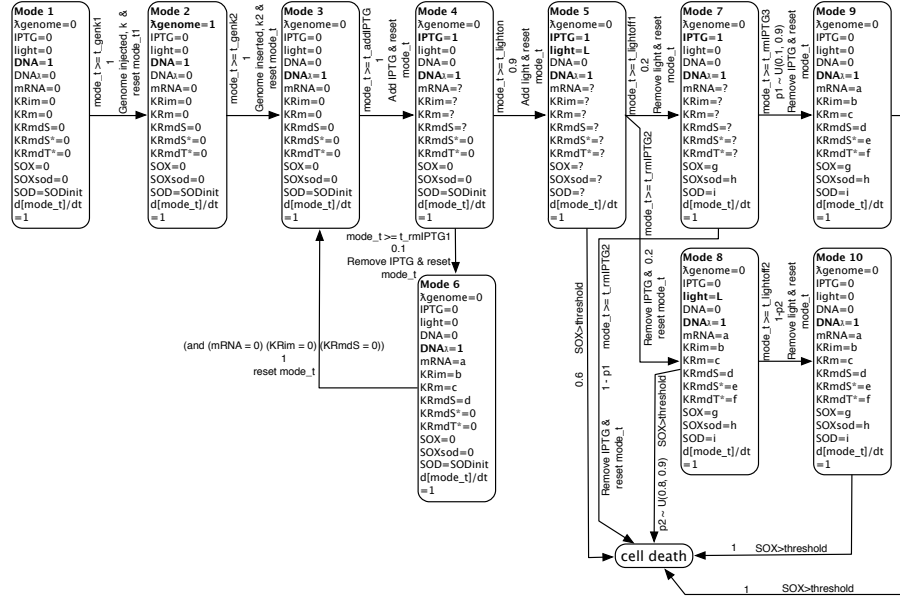 Mode 1
λgenome=0
IPTG=0
light=0
DNA=1
DNAλ=0
mRNA=0
KRim=0
KRm=0
KRmdS=0
KRmdS*=0
KRmdT*=0
SOX=0
SOXsod=0
SOD=SODinit
d[mode_t]/dt
=1
mode_t >= t_genk1
1
Genome injected, k &
reset mode_t1
Mode 2
λgenome=1
IPTG=0
light=0
DNA=1
DNAλ=0
mRNA=0
KRim=0
KRm=0
KRmdS=0
KRmdS*=0
KRmdT*=0
SOX=0
SOXsod=0
SOD=SODinit
d[mode_t]/dt
=1
mode_t >= t_genk2
1
Genome inserted, k2 &
reset mode_t
Mode 3
λgenome=0
IPTG=0
light=0
DNA=0
DNAλ=1
mRNA=0
KRim=0
KRm=0
KRmdS=0
KRmdS*=0
KRmdT*=0
SOX=0
SOXsod=0
SOD=SODinit
d[mode_t]/dt
=1
mode_t >= t_addIPTG
1
Add IPTG & reset
mode_t
Mode 4
λgenome=0
IPTG=1
light=0
DNA=0
DNAλ=1
mRNA=?
KRim=?
KRm=?
KRmdS=?
KRmdS*=0
KRmdT*=0
SOX=0
SOXsod=0
SOD=SODinit
d[mode_t]/dt
=1
mode_t >= t_lighton
0.9
Add light & reset
mode_t
Mode 5
λgenome=0
IPTG=1
light=L
DNA=0
DNAλ=1
mRNA=?
KRim=?
KRm=?
KRmdS=?
KRmdS*=?
KRmdT*=?
SOX=?
SOXsod=?
SOD=?
d[mode_t]/dt
=1
mode_t >= t_lightoff1
0.2
Remove light & reset
mode_t
Mode 7
λgenome=0
IPTG=1
light=0
DNA=0
DNAλ=1
mRNA=?
KRim=?
KRm=?
KRmdS=?
KRmdS*=?
KRmdT*=?
SOX=g
SOXsod=h
SOD=i
d[mode_t]/dt
=1
mode_t >= t_rmIPTG3
p1 ~ U(0.1, 0.9)
Remove IPTG & reset
mode_t
Mode 9
λgenome=0
IPTG=0
light=0
DNA=0
DNAλ=1
mRNA=a
KRim=b
KRm=c
KRmdS=d
KRmdS*=e
KRmdT*=f
SOX=g
SOXsod=h
SOD=i
d[mode_t]/dt
=1
mode_t >= t_rmIPTG1
0.1
Remove IPTG & reset
mode_t
Mode 6
λgenome=0
IPTG=0
light=0
DNA=0
DNAλ=1
mRNA=a
KRim=b
KRm=c
KRmdS=d
KRmdS*=0
KRmdT*=0
SOX=0
SOXsod=0
SOD=SODinit
d[mode_t]/dt
=1
(and (mRNA = 0) (KRim = 0) (KRmdS = 0))
1
reset mode_t
SOX>threshold
0.6
mode_t >= t_rmIPTG2
1 - p1
Remove IPTG &
reset mode_t
mode_t >= t_rmIPTG2
Remove IPTG & 0.2
reset mode_t
Mode 8
λgenome=0
IPTG=0
light=L
DNA=0
DNAλ=1
mRNA=a
KRim=b
KRm=c
KRmdS=d
KRmdS*=e
KRmdT*=f
SOX=g
SOXsod=h
SOD=i
d[mode_t]/dt
=1
SOX>threshold
p2 ~ U(0.8, 0.9)
mode_t >= t_lightoff2
1-p2
Remove light & reset
mode_t
Mode 10
λgenome=0
IPTG=0
light=0
DNA=0
DNAλ=1
mRNA=a
KRim=b
KRm=c
KRmdS=d
KRmdS*=e
KRmdT*=f
SOX=g
SOXsod=h
SOD=i
d[mode_t]/dt
=1
cell death
1 SOX>threshold
1 SOX>threshold